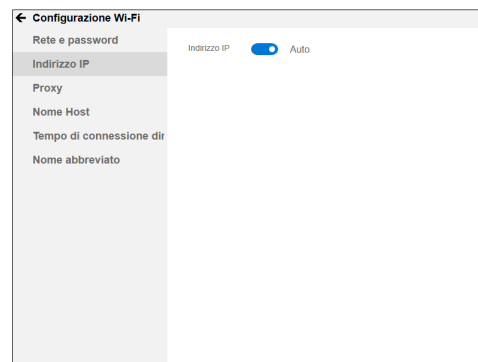 Configurazione Wi-Fi
Rete e password
Indirizzo IP
Indirizzo IP Auto
Proxy
Nome Host
Tempo di connessione dir
Nome abbreviato